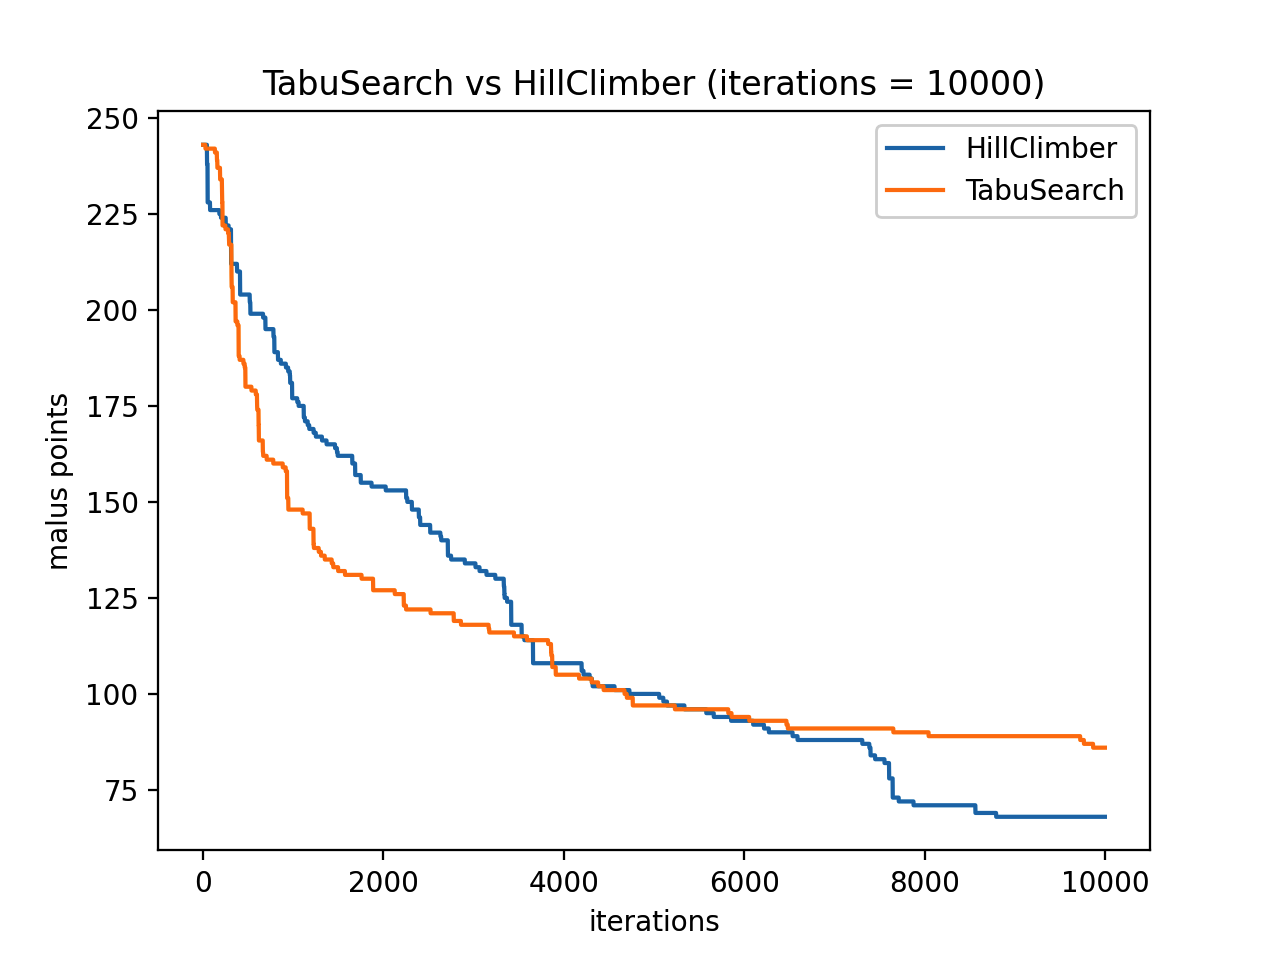 TabuSearch vs HillClimber (iterations = 10000)
HillClimber
TabuSearch
malus points
250
225
200
175
150
125
100
75
0 2000 4000 6000 8000 10000
iterations